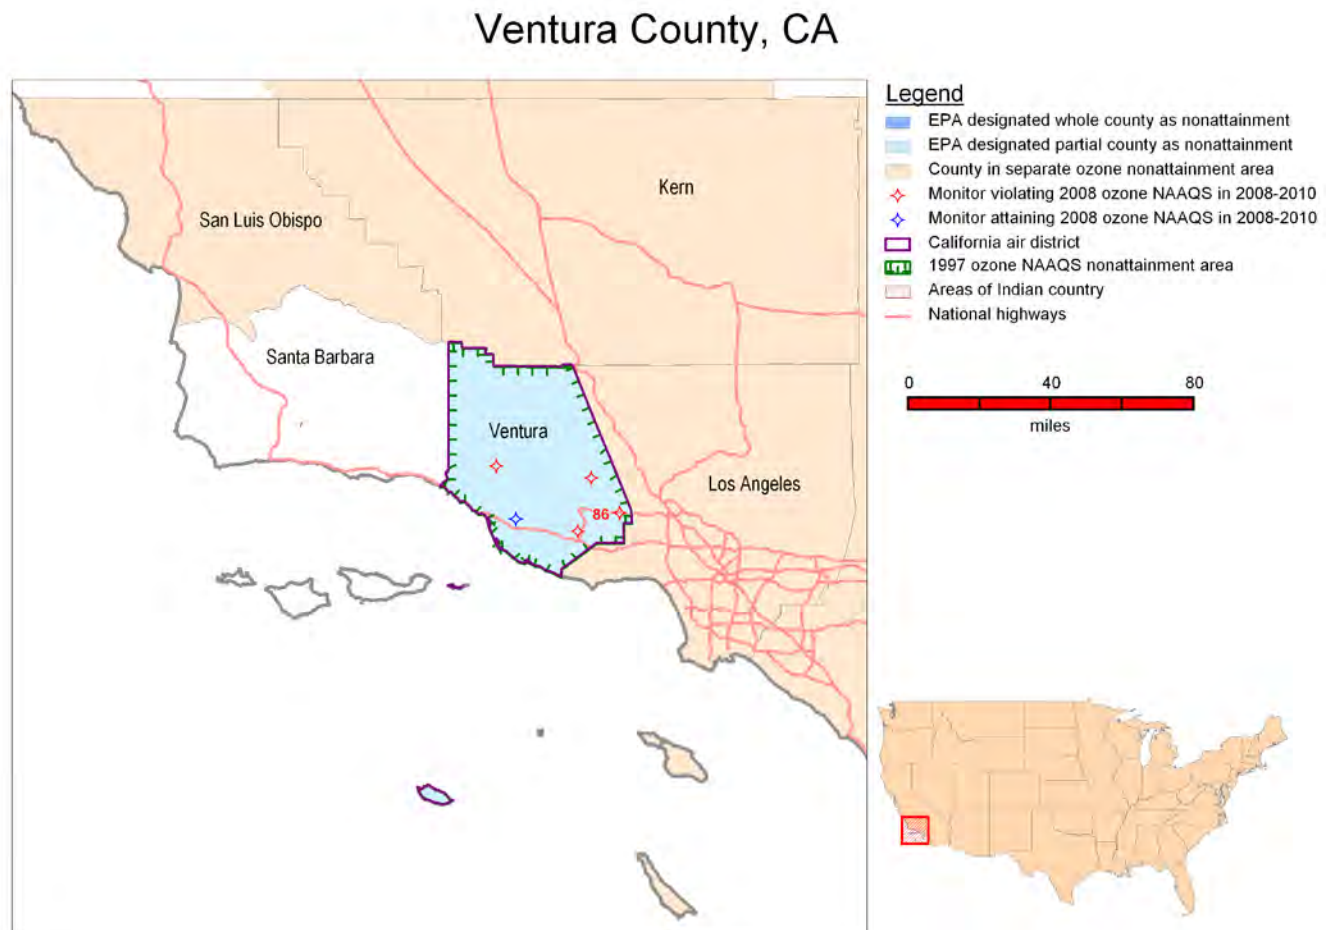 Ventura County, CA
Legend
EPA designated whole county as nonattainment
EPA designated partial county as nonattainment
County in separate ozone nonattainment area
Monitor violating 2008 ozone NAAQS in 2008-2010
Monitor attaining 2008 ozone NAAQS in 2008-2010
California air district
1997 ozone NAAQS nonattainment area
Areas of Indian country
National highways
0 40 80
miles
Kern
San Luis Obispo
Santa Barbara
Ventura
Los Angeles
86